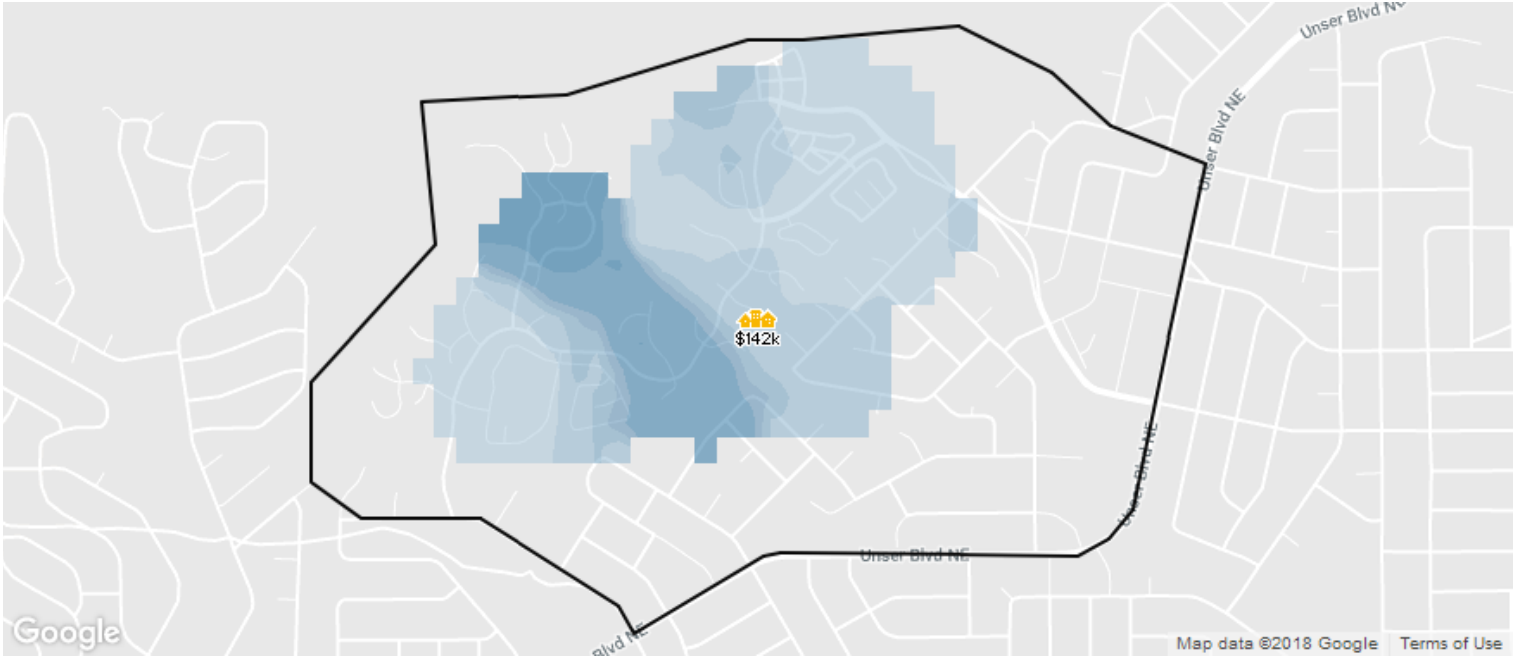 Unser Blvd NE
Unser Blvd NE
$142k
Unser Blvd NE
Unser Blvd NE
Blvd NE
Google
Map data ©2018 Google
Terms of Use